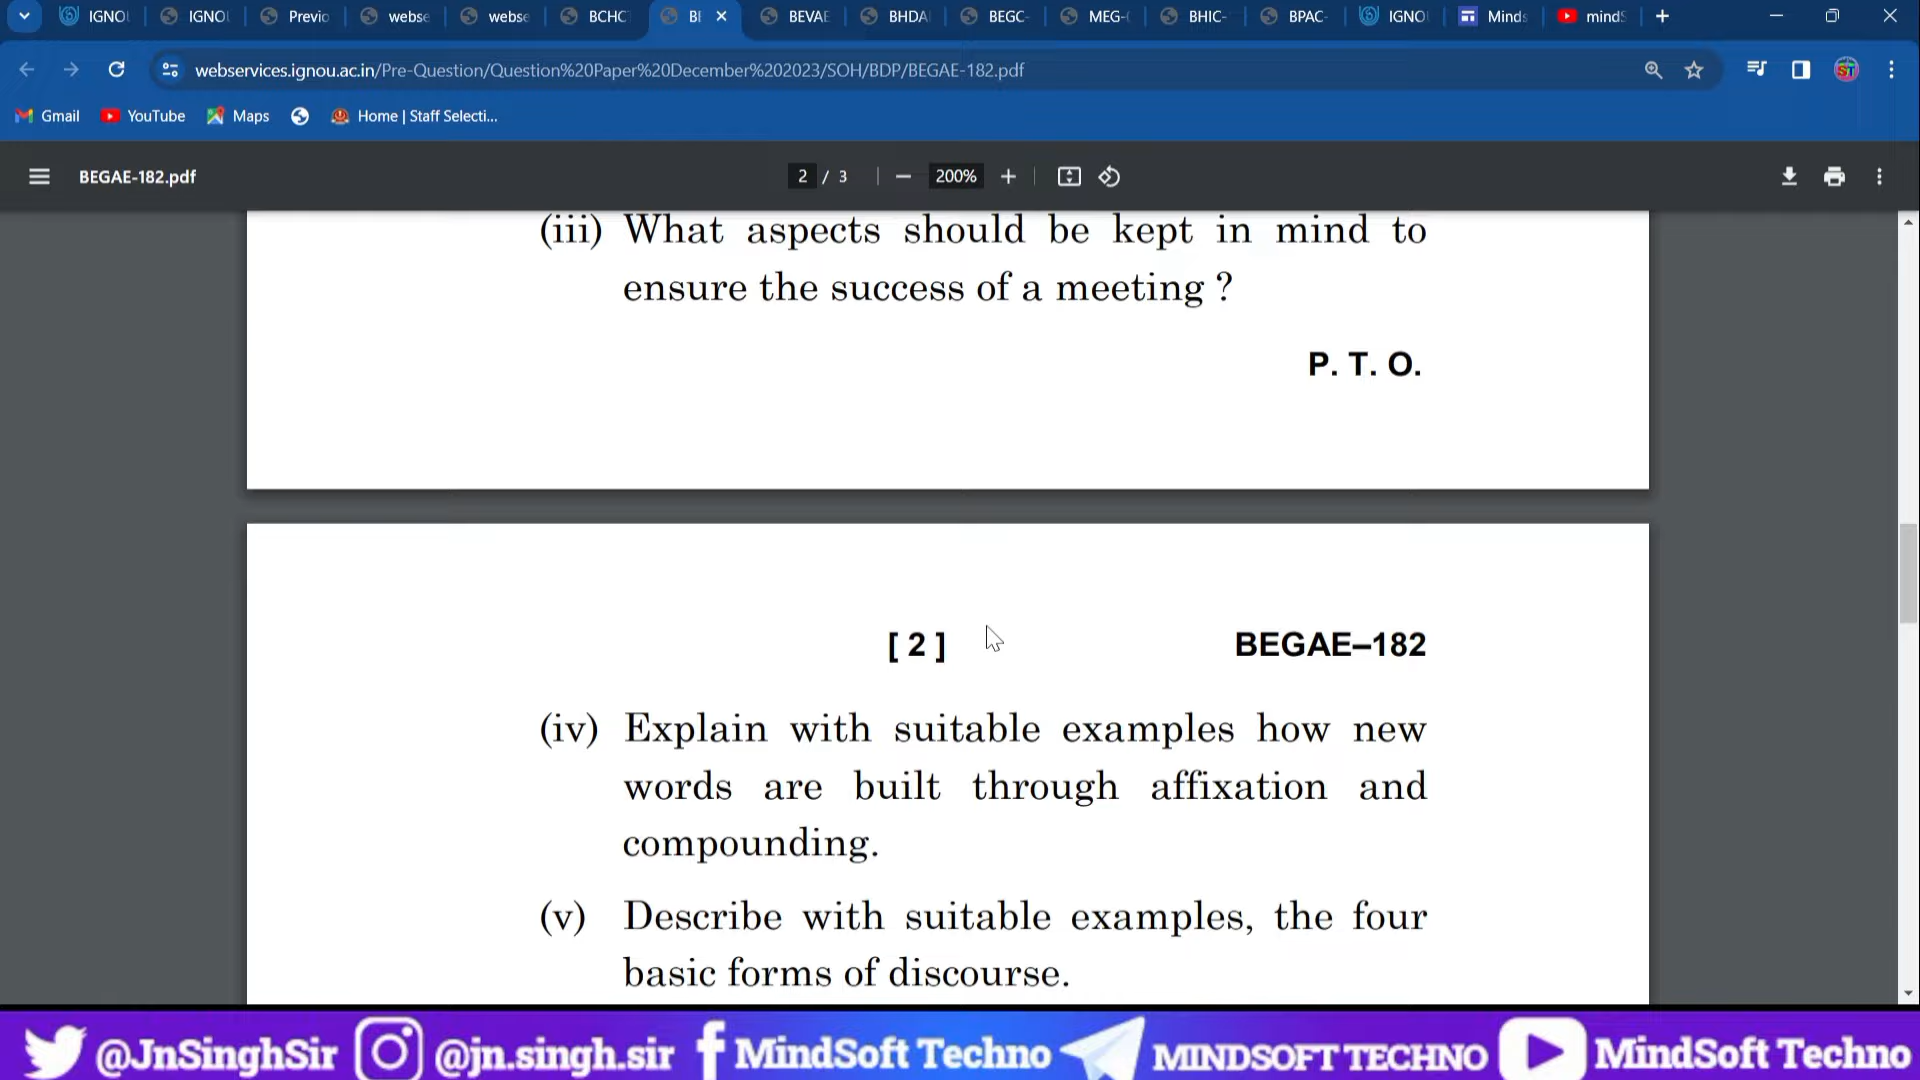 IGNOU
IGNOU
Previo
webse
webse
BCHC
BE
BEVAE
BHDA
BEGC-
MEG-
BHIC-
BPAC-
IGNO
Minds
mindS
webservices.ignou.ac.in/Pre-Question/Question%20Paper%20December%202023/SOH/BDP/BEGAE-182.pdf
Gmail YouTube Maps Home | Staff Selecti...
BEGAE-182.pdf 2 / 3 200%
(iii) What aspects should be kept in mind to
ensure the success of a meeting ?
P. T. O.
[ 2 ] BEGAE–182
(iv) Explain with suitable examples how new
words are built through affixation and
compounding.
(v) Describe with suitable examples, the four
basic forms of discourse.
@JnSinghSir @jn.singh.sir MindSoft Techno MINDSOFT TECHNO MindSoft Techno